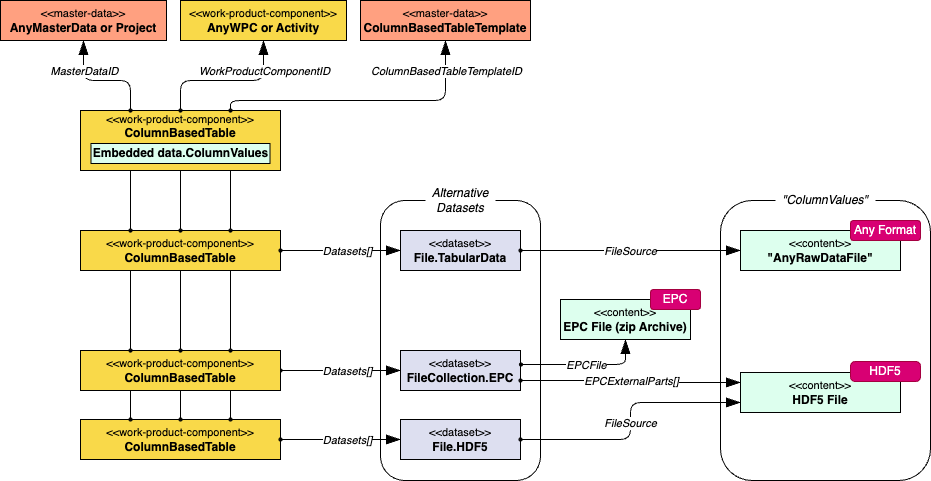 <<master-data>>
AnyMasterData or Project
<<work-product-component>>
AnyWPC or Activity
<<master-data>>
ColumnBasedTableTemplate
MasterDataID
WorkProductComponentID
ColumnBasedTableTemplateID
<<work-product-component>>
ColumnBasedTable
Embedded data.ColumnValues
Alternative
Datasets
"ColumnValues"
<<work-product-component>>
ColumnBasedTable
Datasets[]
<<dataset>>
File.TabularData
FileSource
Any Format
<<content>>
"AnyRawDataFile"
EPC
<<content>>
EPC File (zip Archive)
<<work-product-component>>
ColumnBasedTable
Datasets[]
<<dataset>>
FileCollection.EPC
EPCFile
EPCExternalParts[]
HDF5
<<content>>
HDF5 File
<<work-product-component>>
ColumnBasedTable
Datasets[]
<<dataset>>
File.HDF5
FileSource